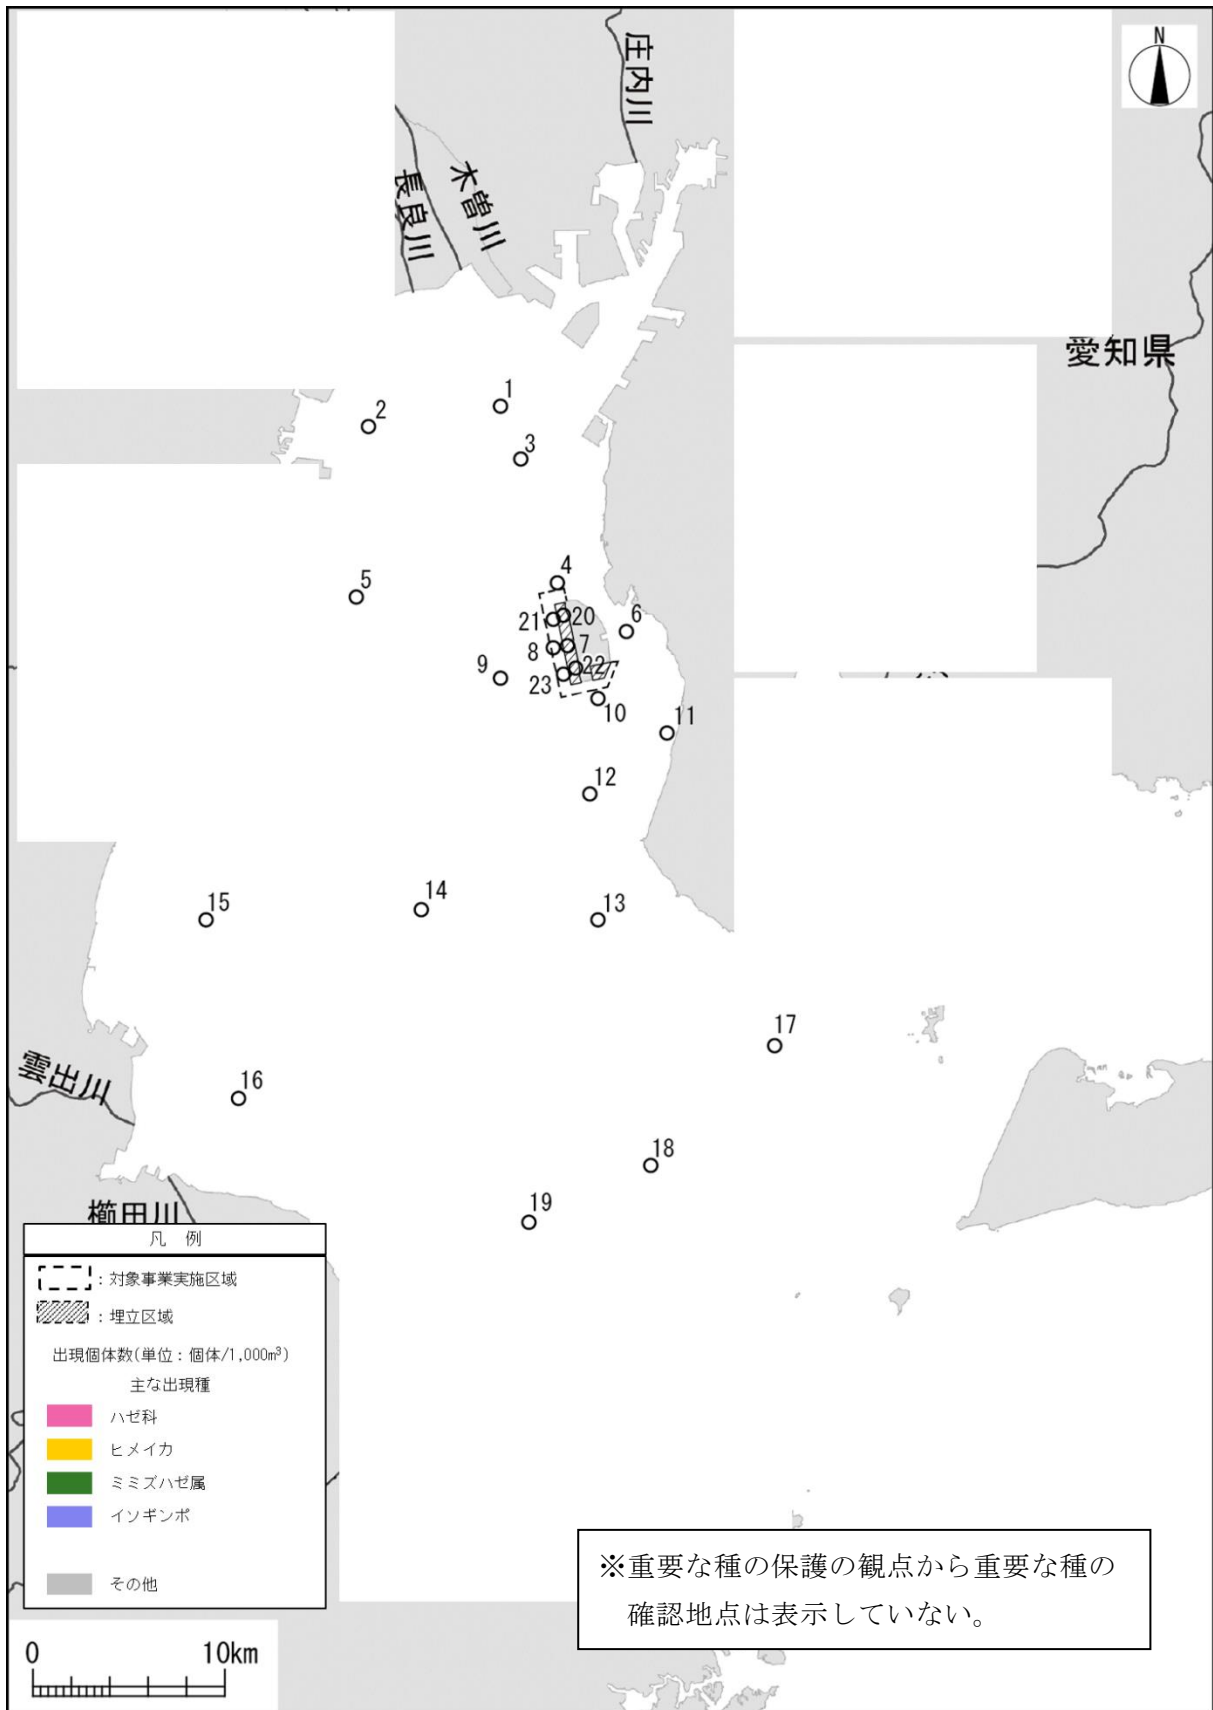 N
庄内川
木曽川
長良川
愛知県
1
2
3
4
5
20
21
6
7
8
22
9
23
10
11
12
14
13
15
17
雲出川
16
18
19
櫛田川
凡 例
：対象事業実施区域
：埋立区域
出現個体数(単位：個体/1,000m³)
主な出現種
ハゼ科
ヒメイカ
ミミズハゼ属
イソギンポ
その他
※重要な種の保護の観点から重要な種の
確認地点は表示していない。
0 10km